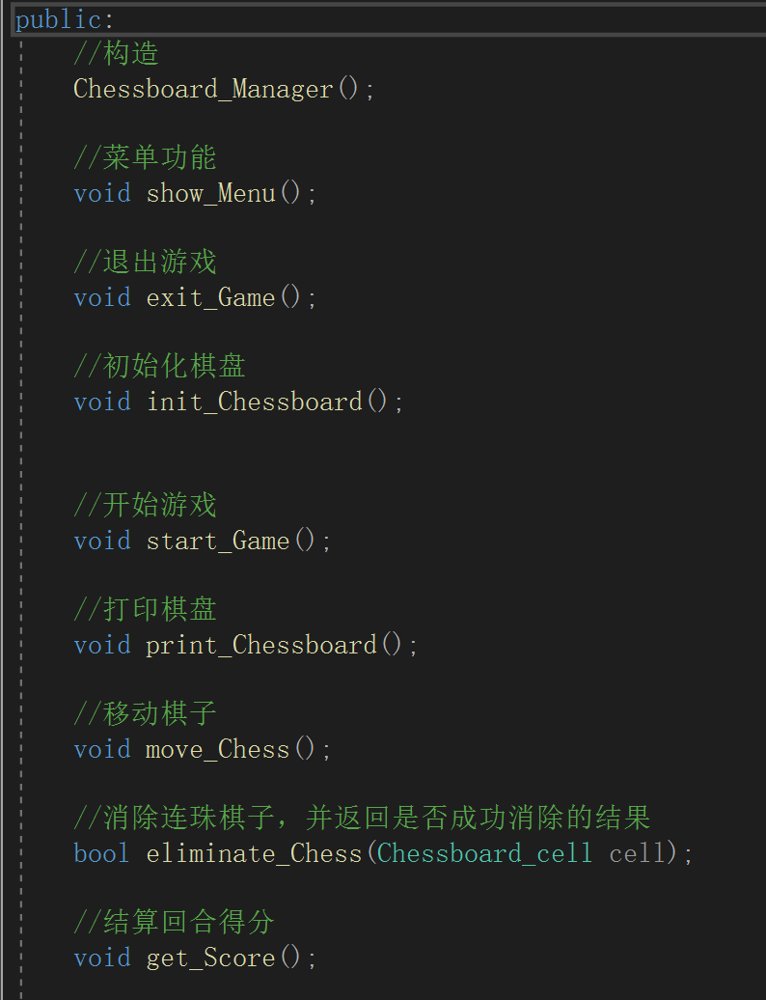 public:
//构造
Chessboard_Manager();
//菜单功能
void show_Menu();
//退出游戏
void exit_Game();
//初始化棋盘
void init_Chessboard();
//开始游戏
void start_Game();
//打印棋盘
void print_Chessboard();
//移动棋子
void move_Chess();
//消除连珠棋子，并返回是否成功消除的结果
bool eliminate_Chess(Chessboard_cell cell);
//结算回合得分
void get_Score();